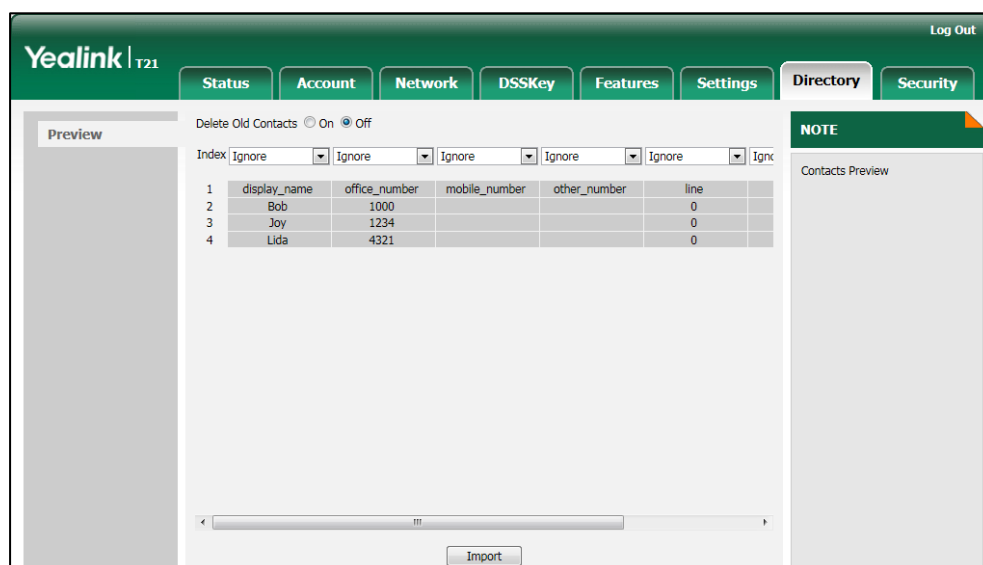 Log Out
Yealink | T21
Status Account Network DSSKey Features Settings Directory Security
Preview
Delete Old Contacts On Off
NOTE
Index Ignore Ignore Ignore Ignore Ignore
Contacts Preview
1 display_name office_number mobile_number other_number line
2 Bob 1000 0
3 Joy 1234 0
4 Lida 4321 0
Import